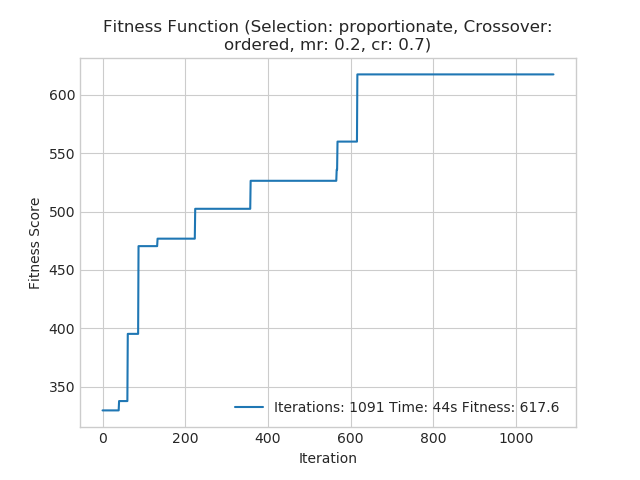 Fitness Function (Selection: proportionate, Crossover:
ordered, mr: 0.2, cr: 0.7)
Fitness Score
600
550
500
450
400
350
Iterations: 1091 Time: 44s Fitness: 617.6
0
200
400
600
800
1000
Iteration